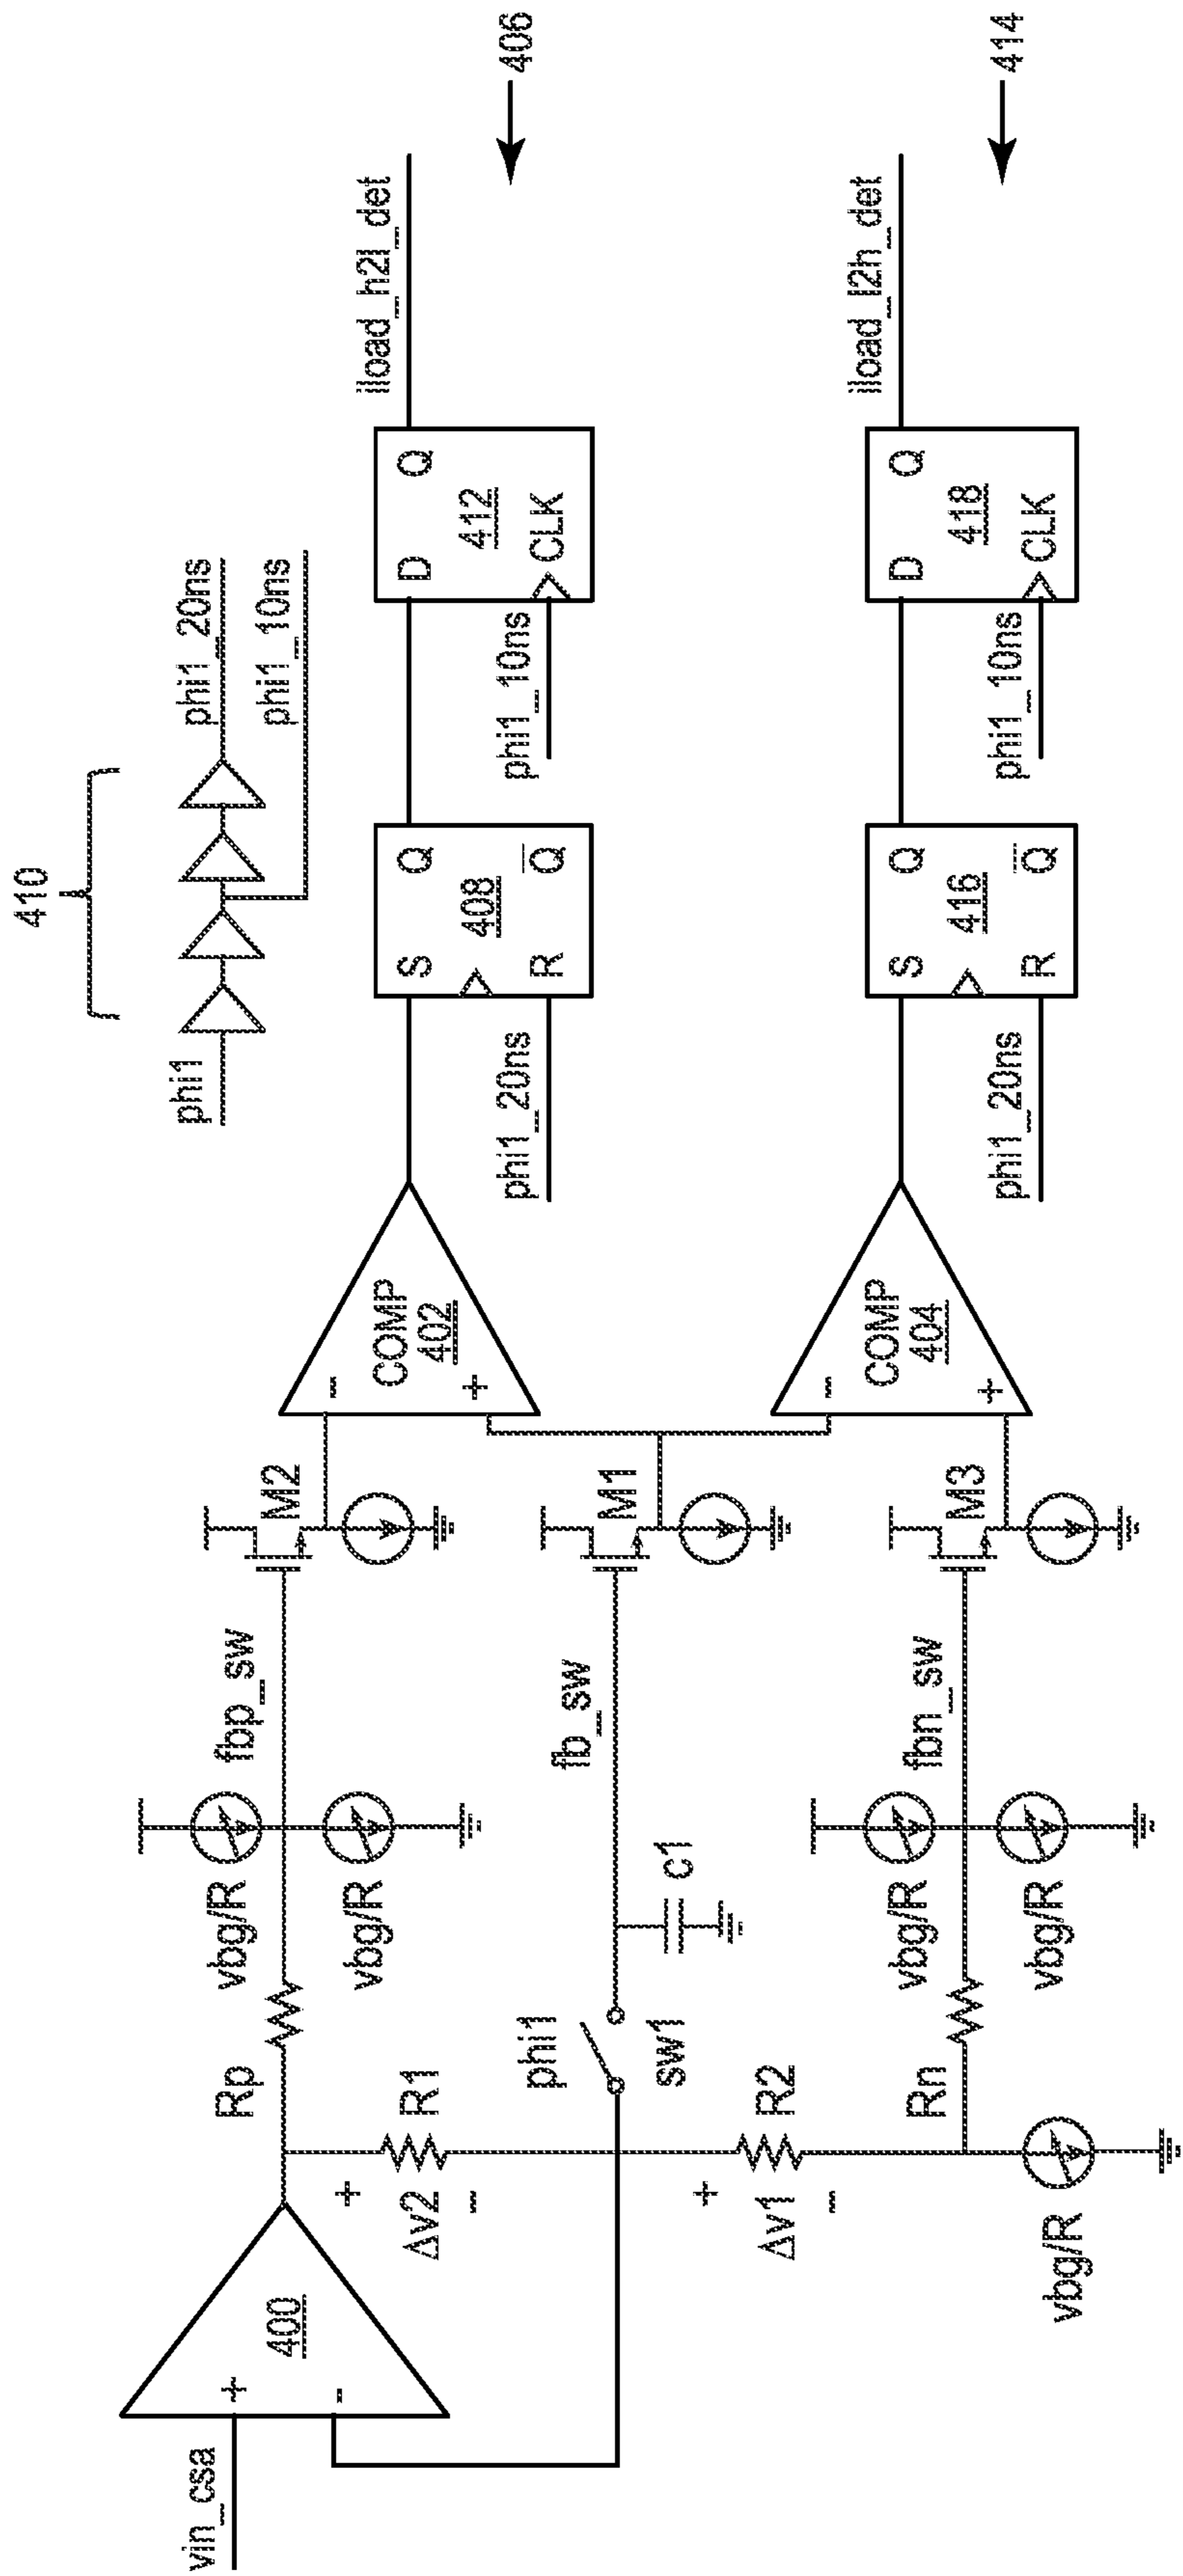 410
phi1
phi1_20ns
phi1_10ns
vin_csa
+
-
400
Δv2
+
-
R1
Rp
vbg/R
vbg/R
fbp_sw
M2
-
+
COMP
402
phi1_20ns
S
R
Q
Q
408
phi1_10ns
D
Q
412
CLK
iload_h2l_det
406
phi1
sw1
c1
fb_sw
M1
Δv1
+
-
R2
vbg/R
Rn
vbg/R
vbg/R
fbn_sw
M3
-
+
COMP
404
phi1_20ns
S
R
Q
Q
416
phi1_10ns
D
Q
418
CLK
iload_l2h_det
414